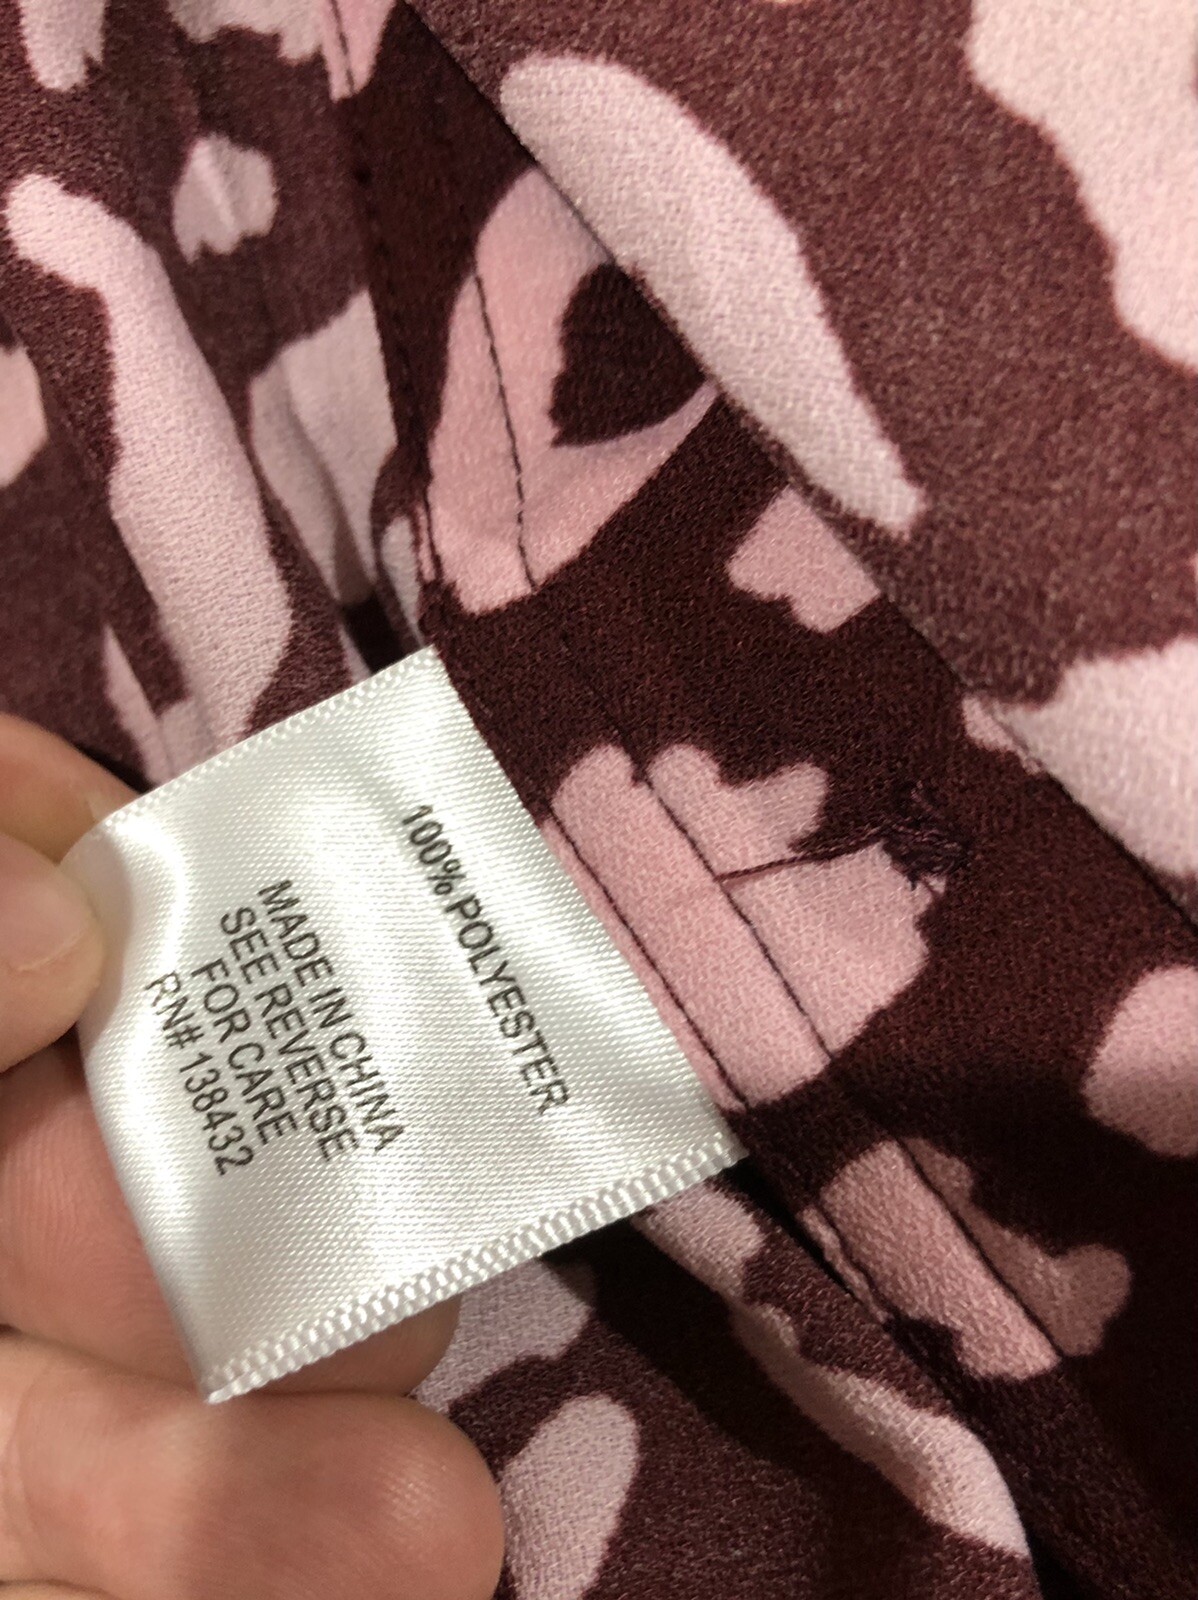 100% POLYESTER
MADE IN CHINA
SEE REVERSE
FOR CARE
RN# 138432